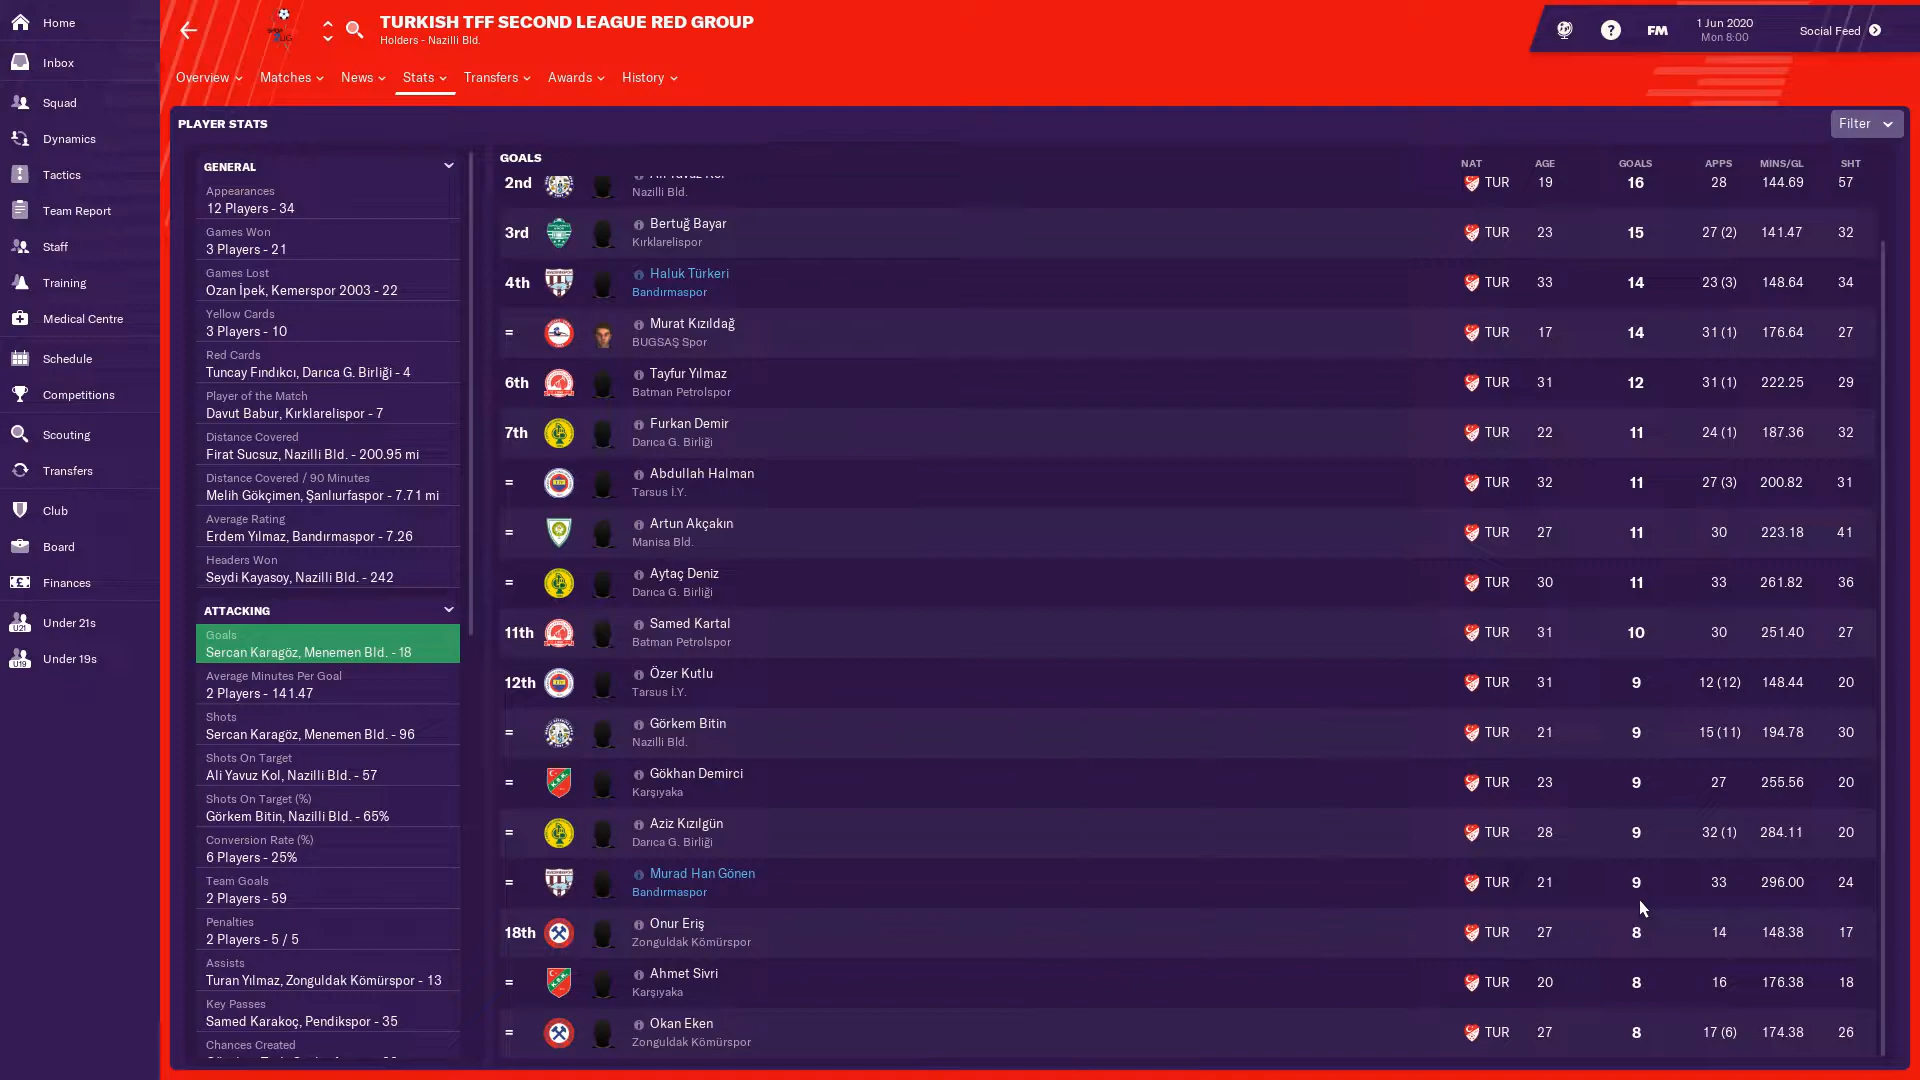 Home
Inbox
Squad
Dynamics
Tactics
Team Report
Staff
Training
Medical Centre
Schedule
Competitions
Scouting
Transfers
Club
Board
Finances
U21 Under 21s
U19 Under 19s
TURKISH TFF SECOND LEAGUE RED GROUP
Holders - Nazilli Bld.
FM
1 Jun 2020
Mon 8:00
Social Feed
Overview Matches News Stats Transfers Awards History
PLAYER STATS
Filter
GENERAL
Appearances
12 Players - 34
Games Won
3 Players - 21
Games Lost
Ozan İpek, Kemerspor 2003 - 22
Yellow Cards
3 Players - 10
Red Cards
Tuncay Fındıkcı, Darıca G. Birliği - 4
Player of the Match
Davut Babur, Kırklarelispor - 7
Distance Covered
Firat Sucsuz, Nazilli Bld. - 200.95 mi
Distance Covered / 90 Minutes
Melih Gökçimen, Şanlıurfaspor - 7.71 mi
Average Rating
Erdem Yılmaz, Bandırmaspor - 7.26
Headers Won
Seydi Kayasoy, Nazilli Bld. - 242
ATTACKING
Goals
Sercan Karagöz, Menemen Bld. - 18
Average Minutes Per Goal
2 Players - 141.47
Shots
Sercan Karagöz, Menemen Bld. - 96
Shots On Target
Ali Yavuz Kol, Nazilli Bld. - 57
Shots On Target (%)
Görkem Bitin, Nazilli Bld. - 65%
Conversion Rate (%)
6 Players - 25%
Team Goals
2 Players - 59
Penalties
2 Players - 5 / 5
Assists
Turan Yılmaz, Zonguldak Kömürspor - 13
Key Passes
Samed Karakoç, Pendikspor - 35
Chances Created
GOALS NAT AGE GOALS APPS MINS/GL SHT
2nd Ali Yavuz Kol Nazilli Bld. TUR 19 16 28 144.69 57
3rd Bertuğ Bayar Kırklarelispor TUR 23 15 27 (2) 141.47 32
4th Haluk Türkeri Bandırmaspor TUR 33 14 23 (3) 148.64 34
= Murat Kızıldağ BUGSAŞ Spor TUR 17 14 31 (1) 176.64 27
6th Tayfur Yılmaz Batman Petrolspor TUR 31 12 31 (1) 222.25 29
7th Furkan Demir Darıca G. Birliği TUR 22 11 24 (1) 187.36 32
= Abdullah Halman Tarsus İ.Y. TUR 32 11 27 (3) 200.82 31
= Artun Akçakın Manisa Bld. TUR 27 11 30 223.18 41
= Aytaç Deniz Darıca G. Birliği TUR 30 11 33 261.82 36
11th Samed Kartal Batman Petrolspor TUR 31 10 30 251.40 27
12th Özer Kutlu Tarsus İ.Y. TUR 31 9 12 (12) 148.44 20
= Görkem Bitin Nazilli Bld. TUR 21 9 15 (11) 194.78 30
= Gökhan Demirci Karşıyaka TUR 23 9 27 255.56 20
= Aziz Kızılgün Darıca G. Birliği TUR 28 9 32 (1) 284.11 20
= Murad Han Gönen Bandırmaspor TUR 21 9 33 296.00 24
18th Onur Eriş Zonguldak Kömürspor TUR 27 8 14 148.38 17
= Ahmet Sivri Karşıyaka TUR 20 8 16 176.38 18
= Okan Eken Zonguldak Kömürspor TUR 27 8 17 (6) 174.38 26